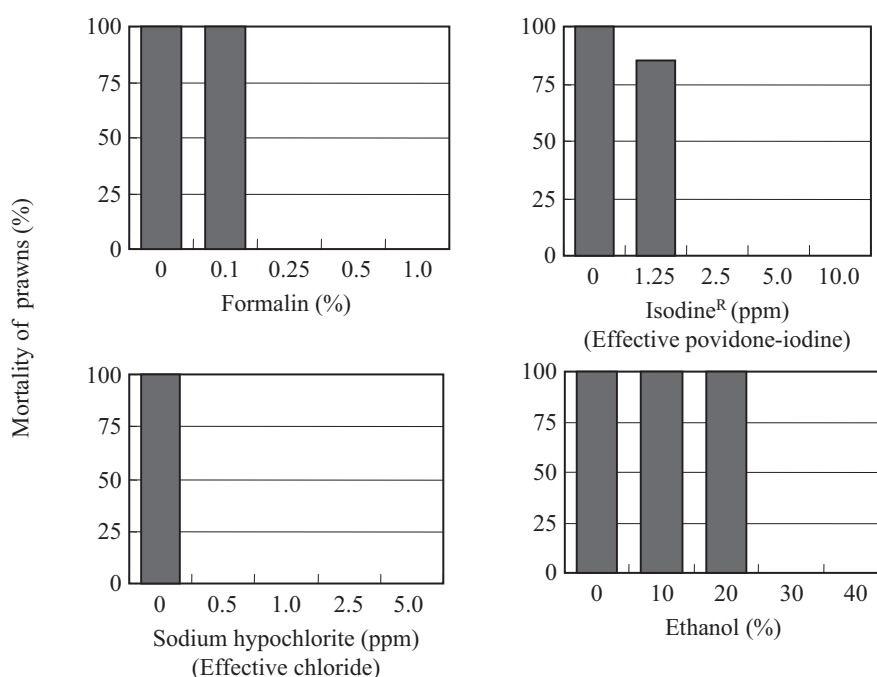 Mortality of prawns (%)
100
75
50
25
0
0 0.1 0.25 0.5 1.0
Formalin (%)
100
75
50
25
0
0 1.25 2.5 5.0 10.0
Isodineᴿ (ppm)
(Effective povidone-iodine)
100
75
50
25
0
0 0.5 1.0 2.5 5.0
Sodium hypochlorite (ppm)
(Effective chloride)
100
75
50
25
0
0 10 20 30 40
Ethanol (%)